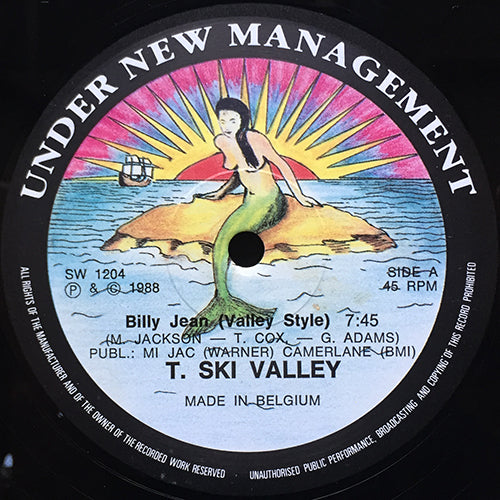 UNDER NEW MANAGEMENT
SW 1204
Ⓟ & © 1988
SIDE A
45 RPM
Billy Jean (Valley Style) 7:45
(M. JACKSON — T. COX, — G. ADAMS)
PUBL.: MI JAC (WARNER) CAMERLANE (BMI)
T. SKI VALLEY
MADE IN BELGIUM
ALL RIGHTS OF THE MANUFACTURER AND OF THE OWNER OF THE RECORDED WORK RESERVED · UNAUTHORISED PUBLIC PERFORMANCE, BROADCASTING AND COPYING OF THIS RECORD PROHIBITED